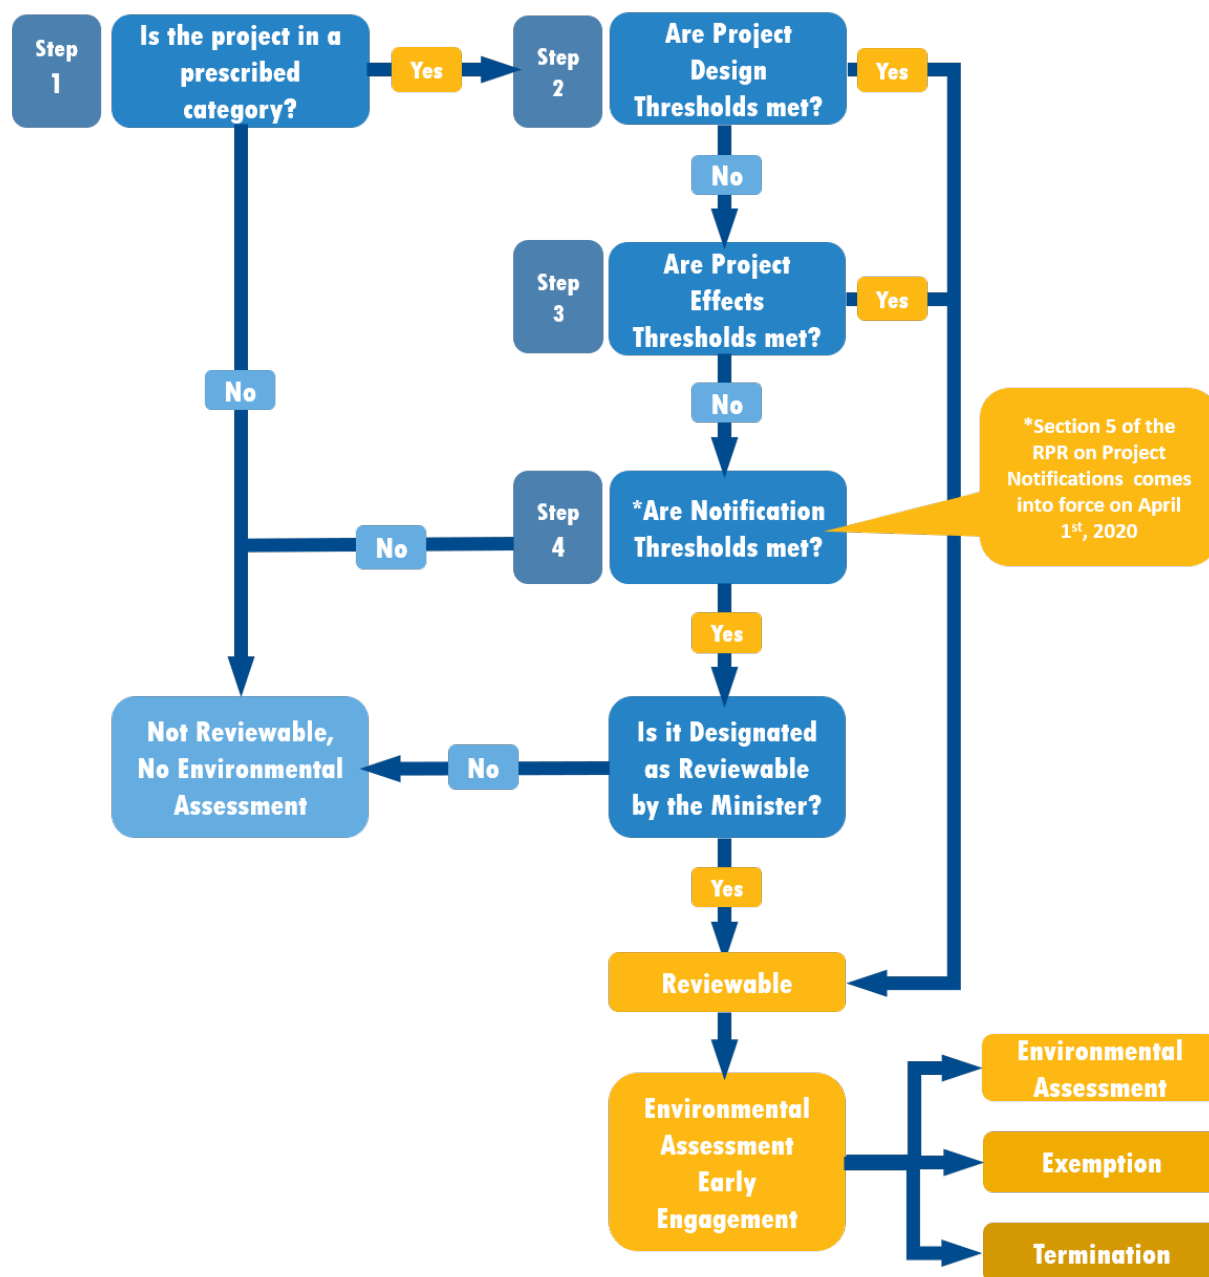 Step
1
Is the project in a
prescribed
category?
Yes
Step
2
Are Project
Design
Thresholds met?
Yes
No
Step
3
Are Project
Effects
Thresholds met?
Yes
No
No
*Section 5 of the
RPR on Project
Notifications comes
into force on April
1st, 2020
Step
4
*Are Notification
Thresholds met?
No
Yes
Not Reviewable,
No Environmental
Assessment
No
Is it Designated
as Reviewable
by the Minister?
Yes
Reviewable
Environmental
Assessment
Early
Engagement
Environmental
Assessment
Exemption
Termination